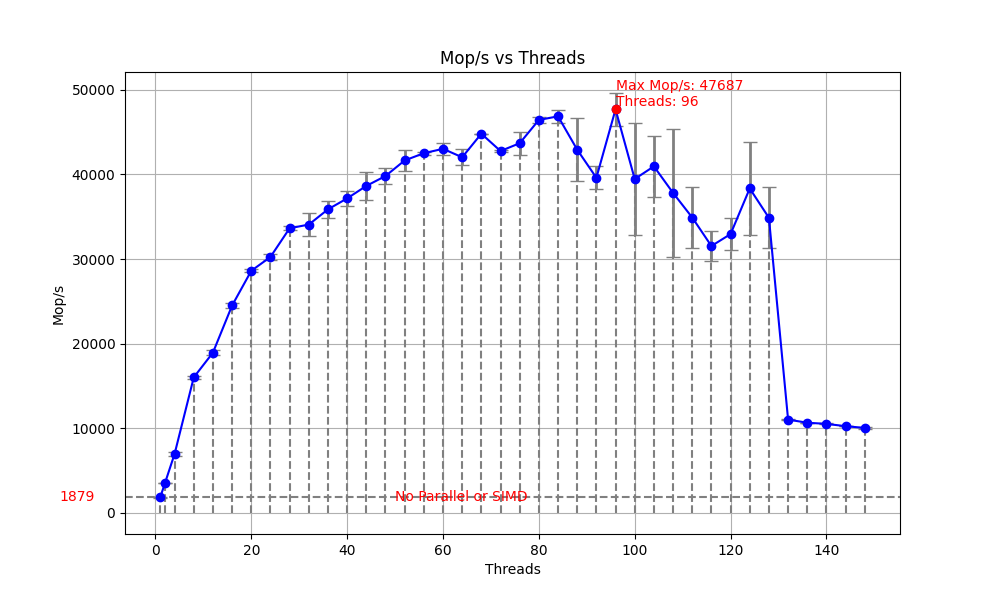 Mop/s vs Threads
Max Mop/s: 47687
Threads: 96
50000
40000
30000
20000
10000
0
Mop/s
1879
No Parallel or SIMD
0 20 40 60 80 100 120 140
Threads